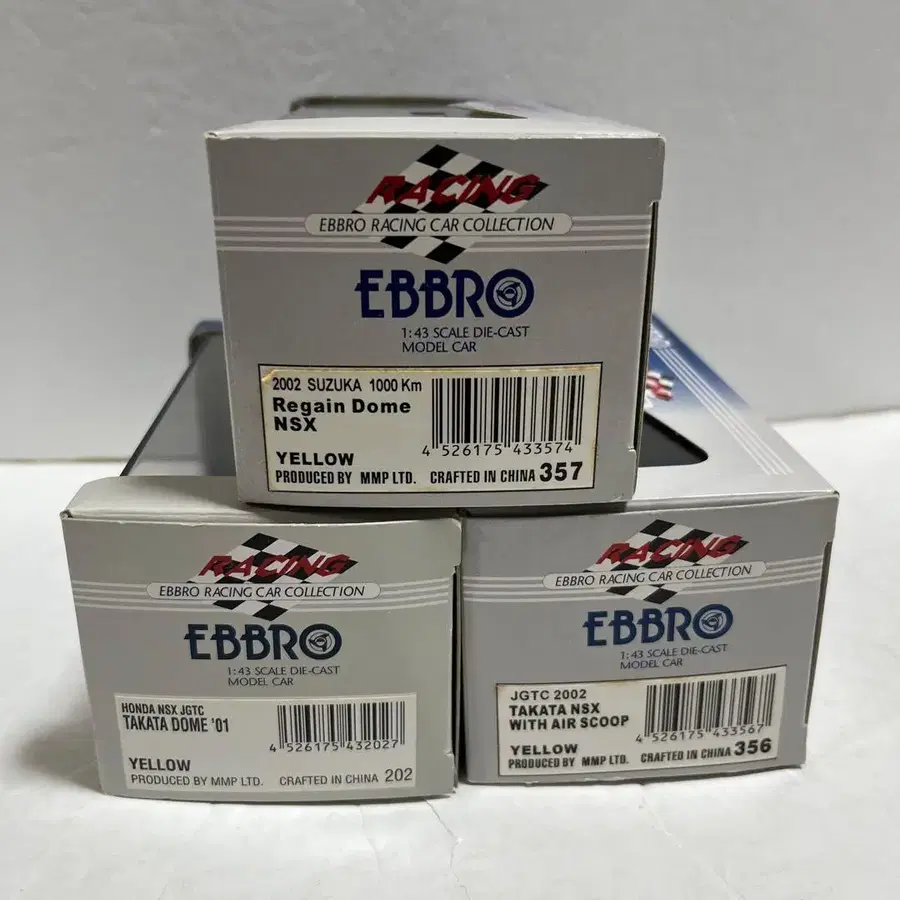 RACING
EBBRO RACING CAR COLLECTION
EBBRO
1:43 SCALE DIE-CAST
MODEL CAR
2002 SUZUKA 1000 Km
Regain Dome
NSX
4 526175 433574
YELLOW
PRODUCED BY MMP LTD. CRAFTED IN CHINA 357
RACING
EBBRO RACING CAR COLLECTION
EBBRO
1:43 SCALE DIE-CAST
MODEL CAR
HONDA NSX JGTC
TAKATA DOME '01
4 526175 432027
YELLOW
PRODUCED BY MMP LTD. CRAFTED IN CHINA 202
RACING
EBBRO RACING CAR COLLECTION
EBBRO
1:43 SCALE DIE-CAST
MODEL CAR
JGTC 2002
TAKATA NSX
WITH AIR SCOOP
4 526175 433567
YELLOW
PRODUCED BY MMP LTD. CRAFTED IN CHINA 356